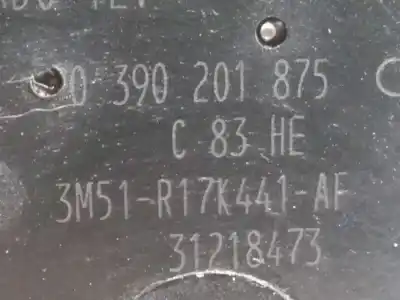 0 390 201 875
C 83 HE
3M51-R17K441-AF
31218473